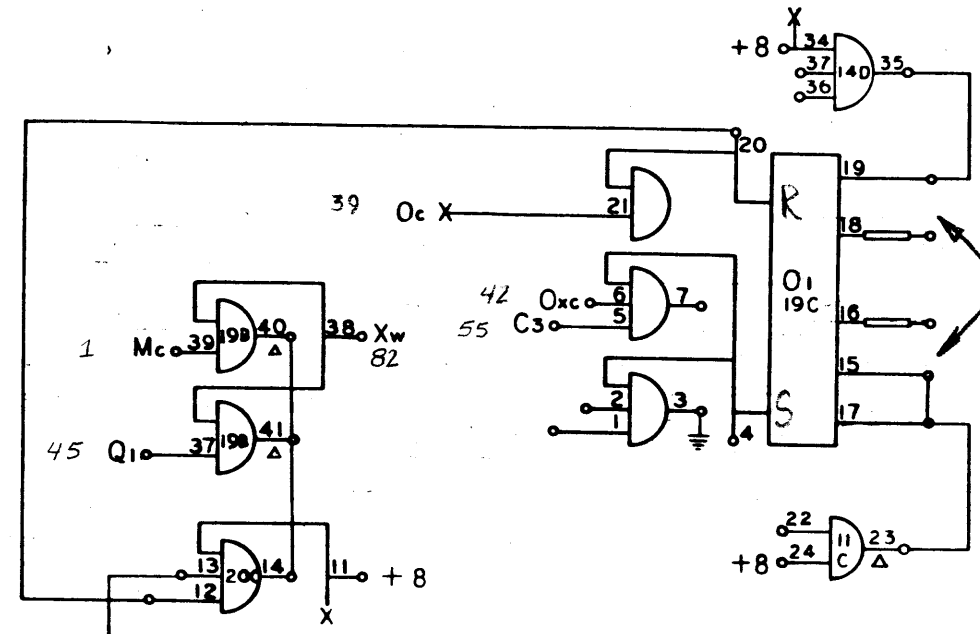 X
+8 34
37 14D 35
36
20
19
R
39 Oc X 21
18
O1
19C
42 Oxc 6 7
55 C3 5
16
19B 40 38 Xw
1 Mc 39 Δ 82
15
2 3
1
S 17
4
19B 41
45 Q1 37 Δ
22
11 23
+8 24 C Δ
13 20 14 11 +8
12
X